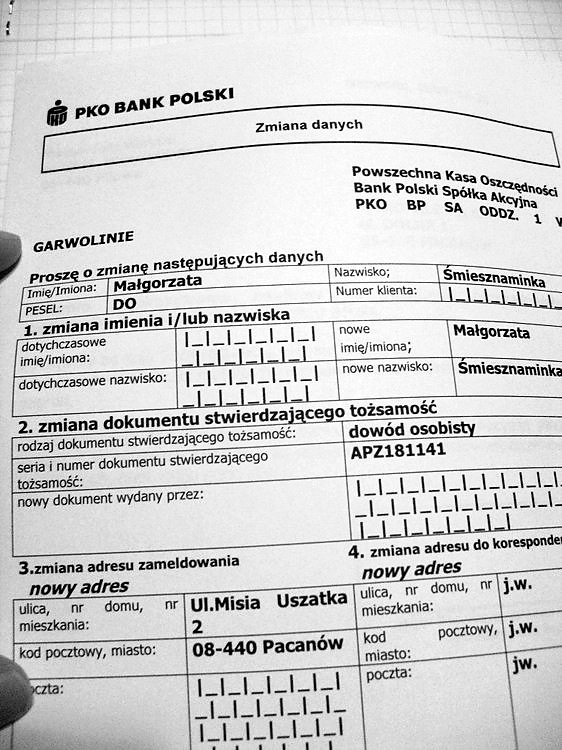 PKO BANK POLSKI
Zmiana danych
Powszechna Kasa Oszczędności
Bank Polski Spółka Akcyjna
PKO BP SA ODDZ. 1
GARWOLINIE
Proszę o zmianę następujących danych
Imię/Imiona: Małgorzata Nazwisko; Śmiesznaminka
PESEL: DO Numer klienta:
1. zmiana imienia i/lub nazwiska
dotychczasowe imię/imiona: nowe imię/imiona; Małgorzata
dotychczasowe nazwisko: nowe nazwisko: Śmiesznaminka
2. zmiana dokumentu stwierdzającego tożsamość
rodzaj dokumentu stwierdzającego tożsamość: dowód osobisty
seria i numer dokumentu stwierdzającego tożsamość: APZ181141
nowy dokument wydany przez:
3.zmiana adresu zameldowania
nowy adres
ulica, nr domu, nr mieszkania: Ul.Misia Uszatka 2
kod pocztowy, miasto: 08-440 Pacanów
poczta:
4. zmiana adresu do koresponde
nowy adres
ulica, nr domu, nr mieszkania: j.w.
kod pocztowy, miasto: j.w.
poczta: jw.